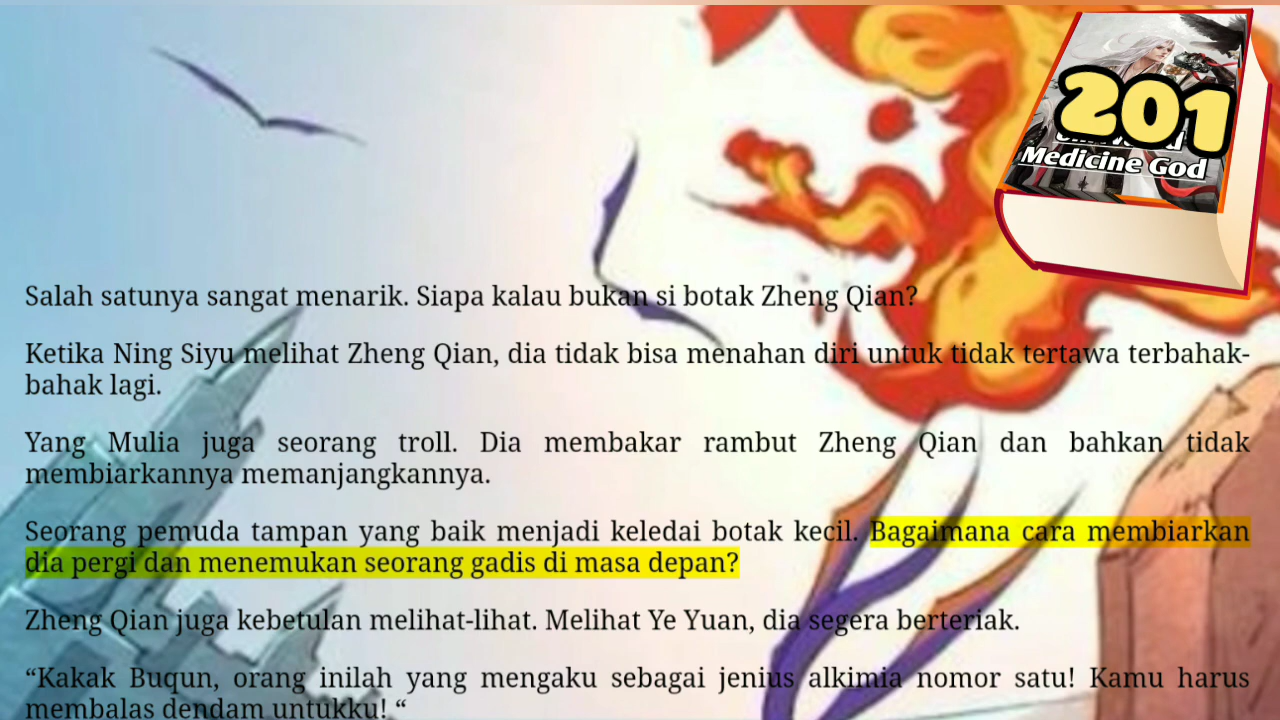 201
Medicine God
Salah satunya sangat menarik. Siapa kalau bukan si botak Zheng Qian?
Ketika Ning Siyu melihat Zheng Qian, dia tidak bisa menahan diri untuk tidak tertawa terbahak-
bahak lagi.
Yang Mulia juga seorang troll. Dia membakar rambut Zheng Qian dan bahkan tidak
membiarkannya memanjangkannya.
Seorang pemuda tampan yang baik menjadi keledai botak kecil. Bagaimana cara membiarkan
dia pergi dan menemukan seorang gadis di masa depan?
Zheng Qian juga kebetulan melihat-lihat. Melihat Ye Yuan, dia segera berteriak.
“Kakak Buqun, orang inilah yang mengaku sebagai jenius alkimia nomor satu! Kamu harus
membalas dendam untukku! “